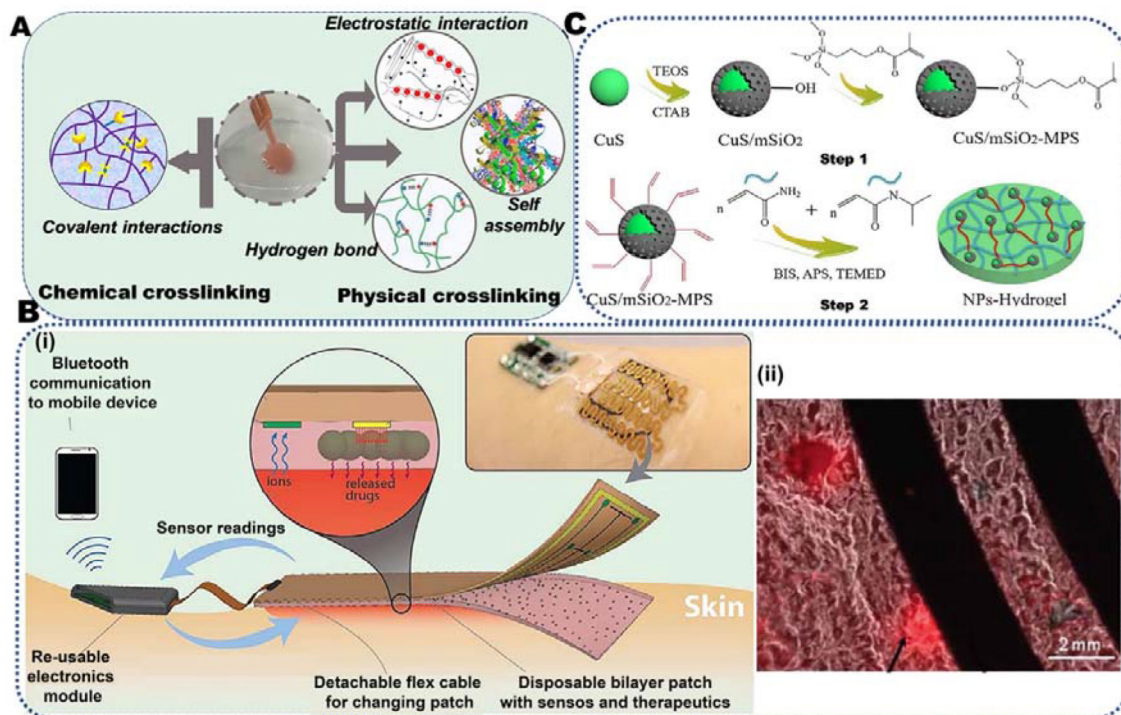 A
Electrostatic interaction
Covalent interactions
Self
assembly
Hydrogen bond
Chemical crosslinking
Physical crosslinking
C
TEOS
CTAB
CuS
OH
CuS/mSiO2
Step 1
CuS/mSiO2-MPS
Si
O
O
O
O
O
Si
O
O
O
O
O
n
NH2
O
+
n
N
H
O
BIS, APS, TEMED
CuS/mSiO2-MPS
Step 2
NPs-Hydrogel
B
(i)
Bluetooth
communication
to mobile device
ions
released
drugs
Sensor readings
Skin
Re-usable
electronics
module
Detachable flex cable
for changing patch
Disposable bilayer patch
with sensos and therapeutics
(ii)
2 mm